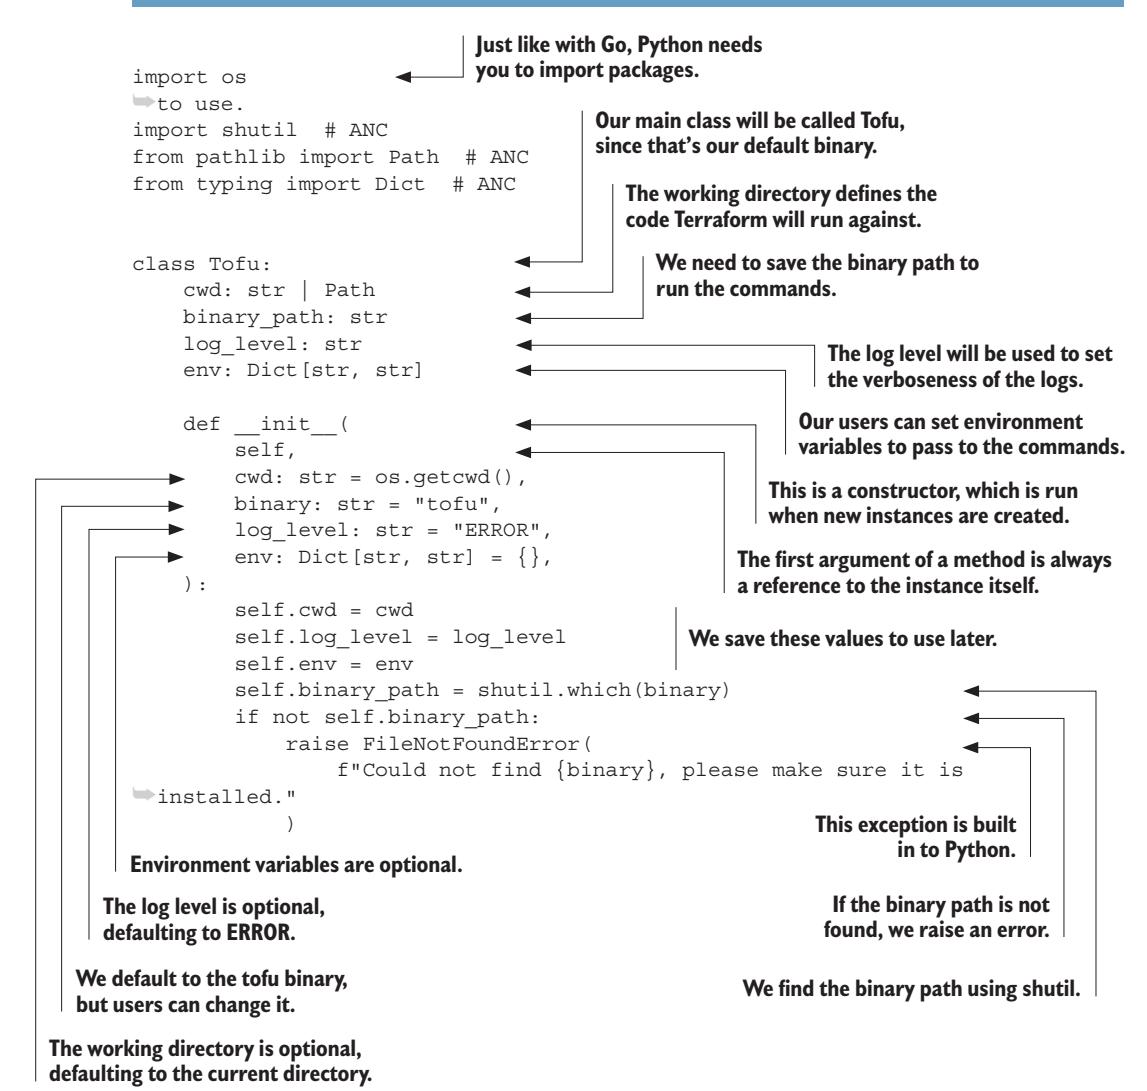 Just like with Go, Python needs
you to import packages.
import os
➥to use.
import shutil  # ANC
from pathlib import Path  # ANC
from typing import Dict  # ANC
Our main class will be called Tofu,
since that's our default binary.
The working directory defines the
code Terraform will run against.
class Tofu:
    cwd: str | Path
    binary_path: str
    log_level: str
    env: Dict[str, str]
We need to save the binary path to
run the commands.
The log level will be used to set
the verboseness of the logs.
Our users can set environment
variables to pass to the commands.
    def __init__(
        self,
        cwd: str = os.getcwd(),
        binary: str = "tofu",
        log_level: str = "ERROR",
        env: Dict[str, str] = {},
    ):
This is a constructor, which is run
when new instances are created.
The first argument of a method is always
a reference to the instance itself.
        self.cwd = cwd
        self.log_level = log_level
        self.env = env
        self.binary_path = shutil.which(binary)
        if not self.binary_path:
            raise FileNotFoundError(
                f"Could not find {binary}, please make sure it is
➥installed."
            )
We save these values to use later.
This exception is built
in to Python.
Environment variables are optional.
The log level is optional,
defaulting to ERROR.
If the binary path is not
found, we raise an error.
We default to the tofu binary,
but users can change it.
We find the binary path using shutil.
The working directory is optional,
defaulting to the current directory.